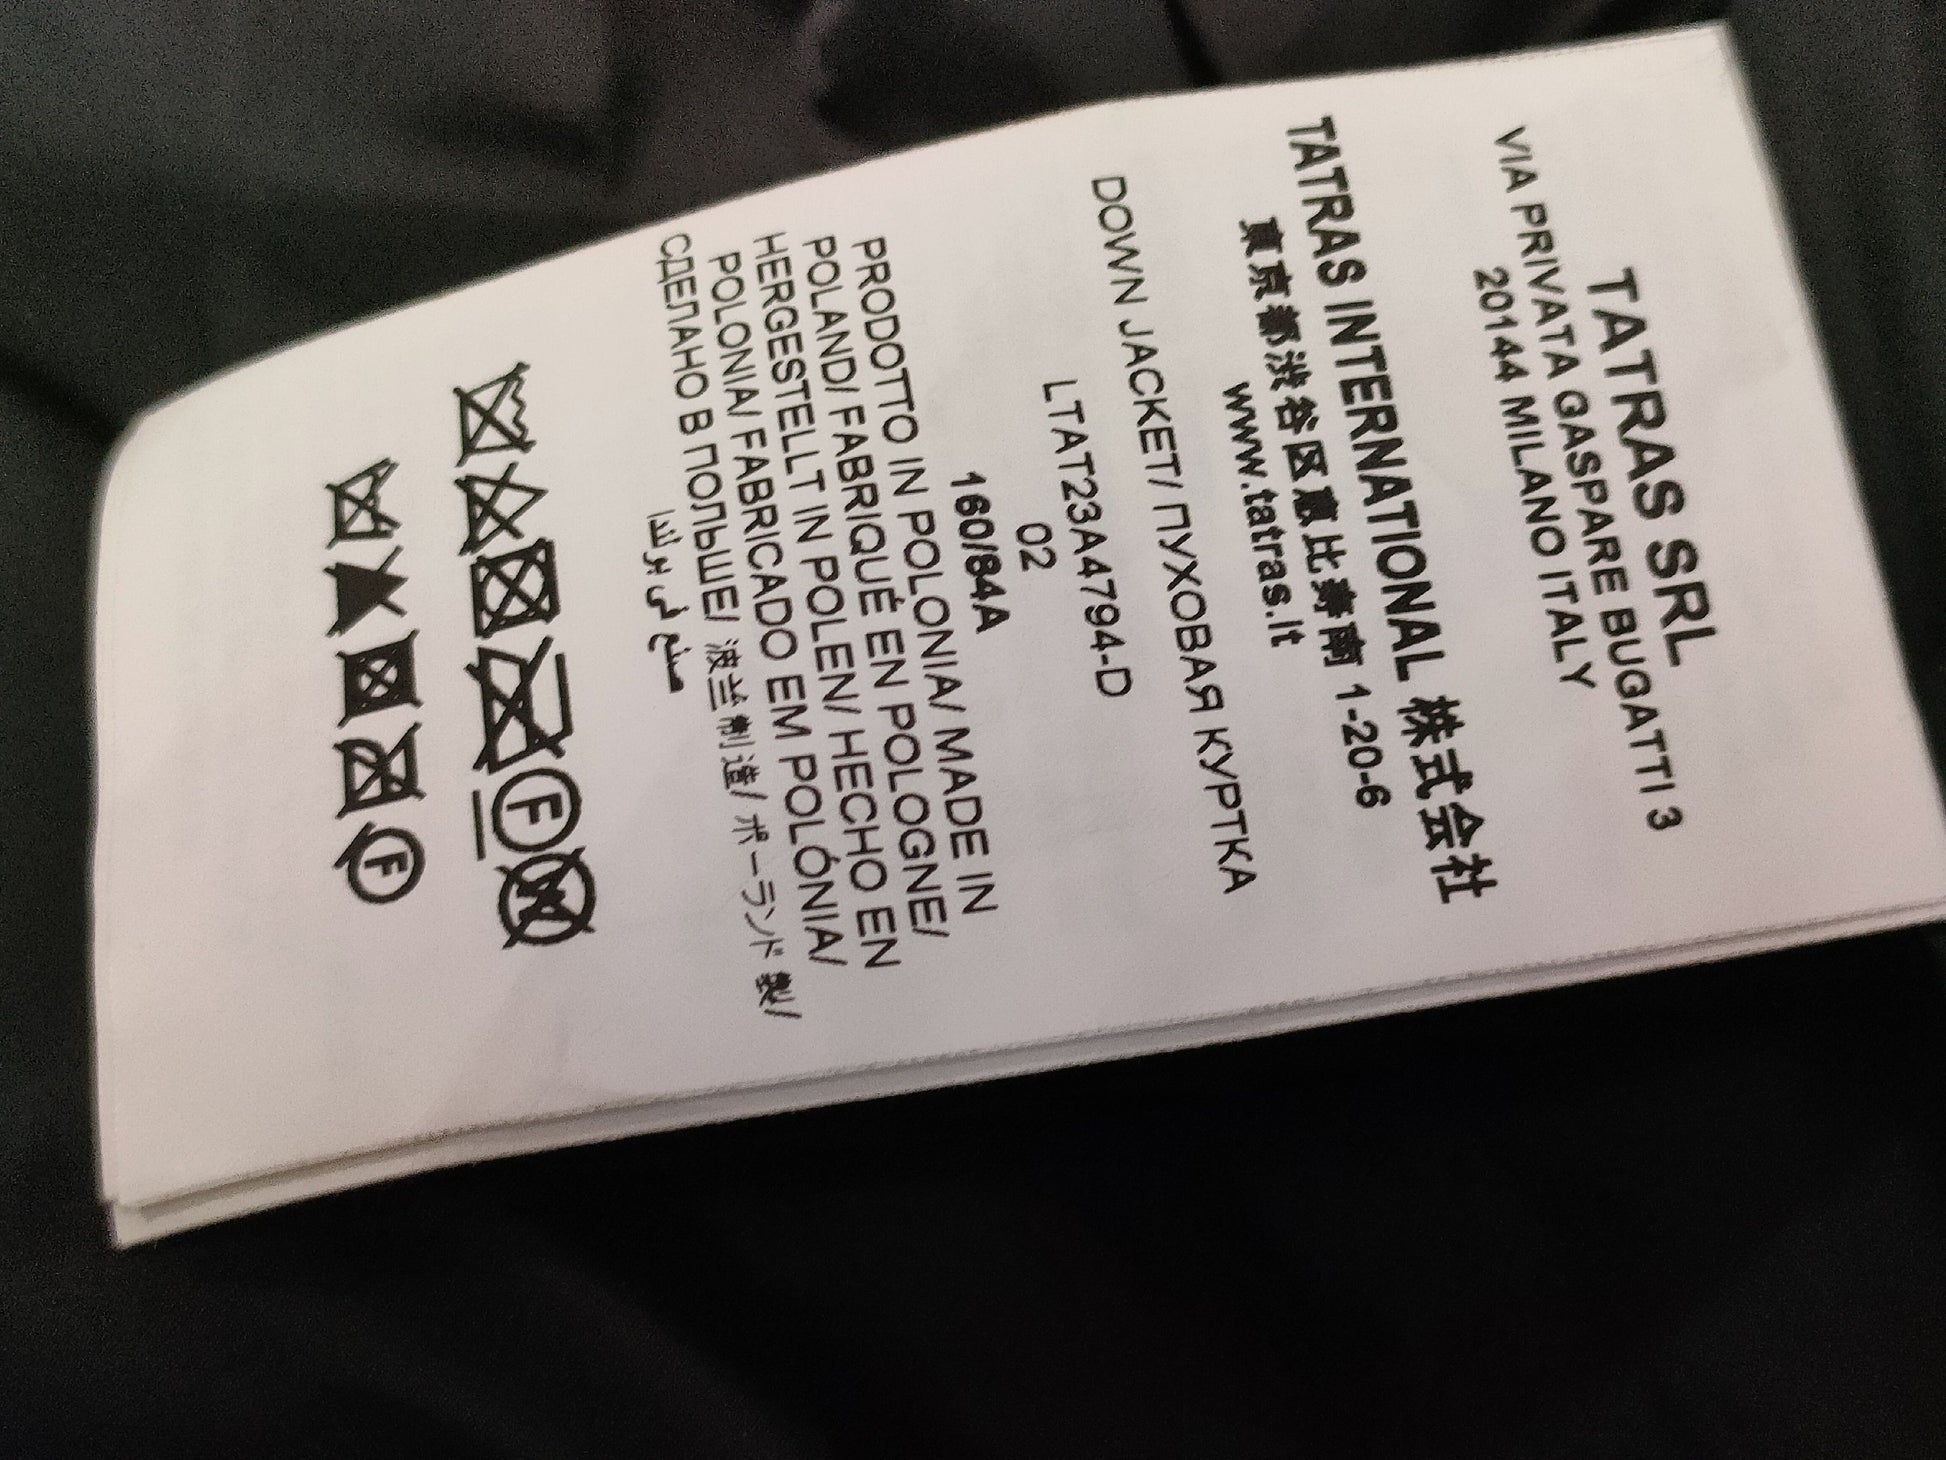 TATRAS SRL
VIA PRIVATA GASPARE BUGATTI 3
20144 MILANO ITALY
TATRAS INTERNATIONAL 株式会社
東京都渋谷区恵比寿南 1-20-6
www.tatras.it
DOWN JACKET/ ПУХОВАЯ КУРТКА
LTAT23A4794-D
02
160/84A
PRODOTTO IN POLONIA/ MADE IN
POLAND/ FABRIQUÉ EN POLOGNE/
HERGESTELLT IN POLEN/ HECHO EN
POLONIA/ FABRICADO EM POLÓNIA/
СДЕЛАНО В ПОЛЬШЕ/ 波兰制造/ ポーランド製/
صنع في بولندا
F W
F